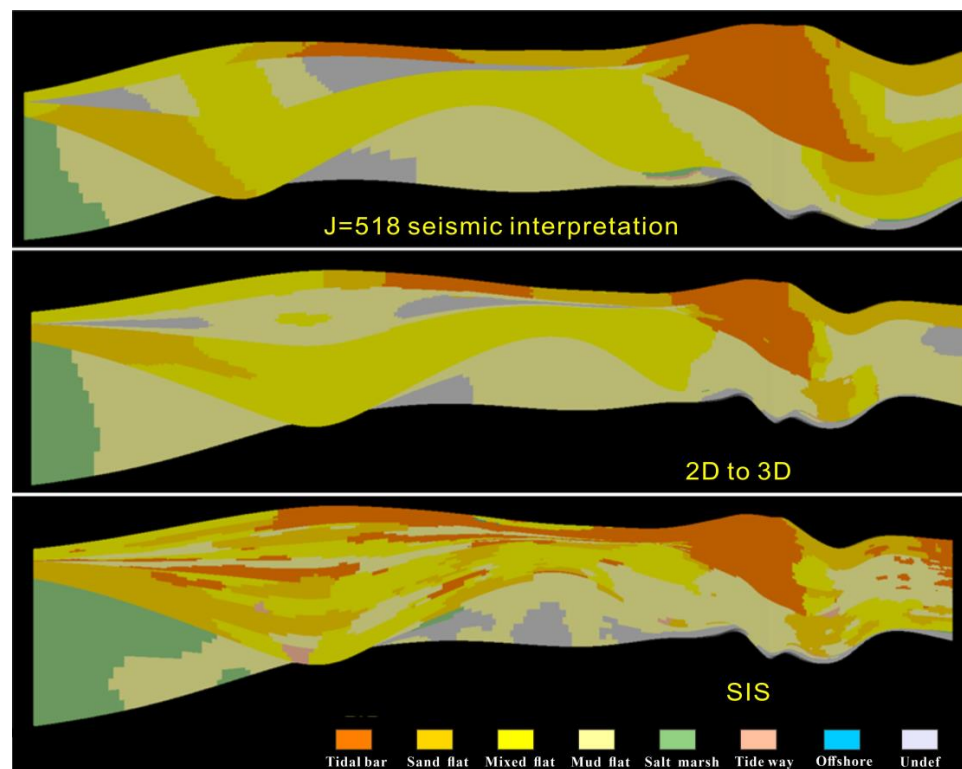 J=518 seismic interpretation
2D to 3D
SIS
Tidal bar Sand flat Mixed flat Mud flat Salt marsh Tide way Offshore Undef